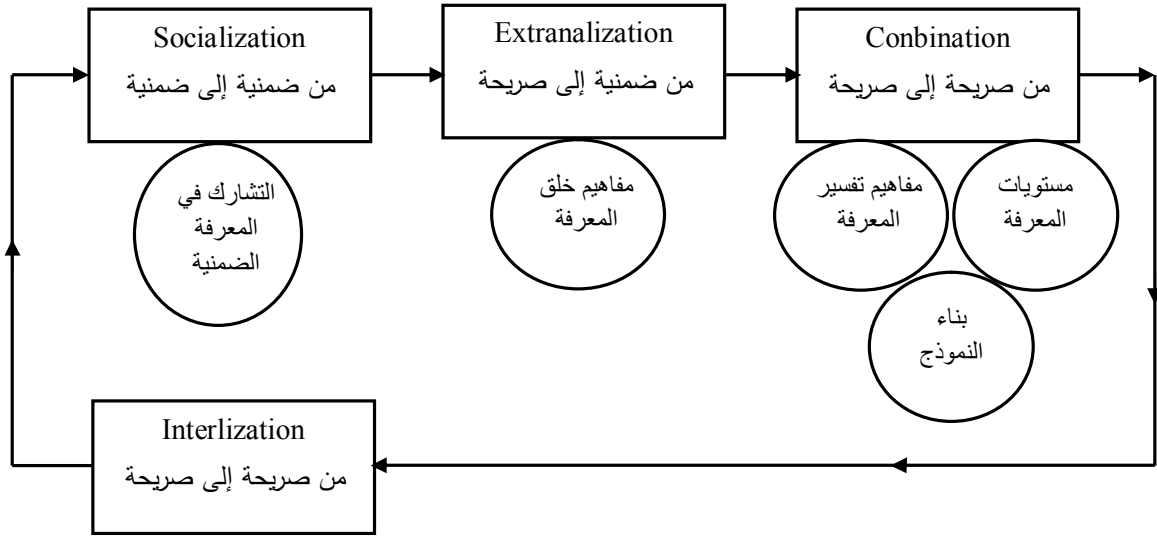 Socialization
من ضمنية إلى ضمنية
Extranalization
من ضمنية إلى صريحة
Conbination
من صريحة إلى صريحة
التشارك في
المعرفة
الضمنية
مفاهيم خلق
المعرفة
مفاهيم تفسير
المعرفة
مستويات
المعرفة
بناء
النموذج
Interlization
من صريحة إلى صريحة